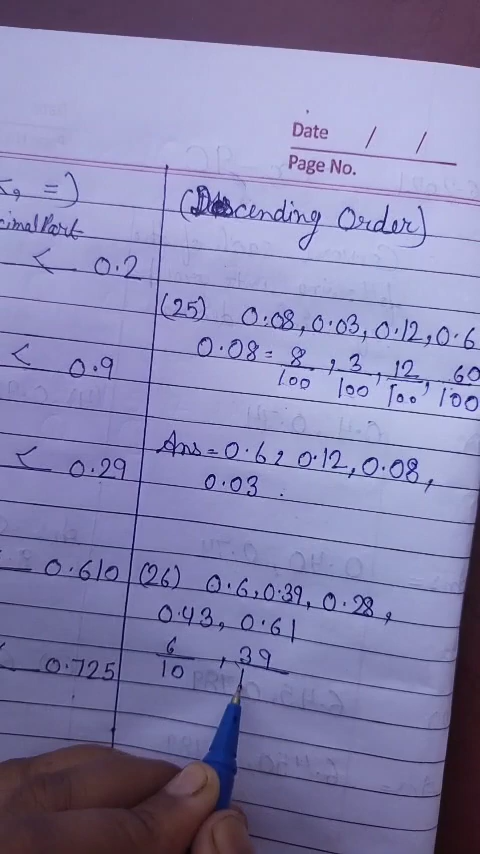 Date / /
Page No.
=)
Part
< 0.2
< 0.9
< 0.29
0.610
< 0.725
(Descending Order)
(25) 0.08, 0.03, 0.12, 0.6
0.08 = 8/100, 3/100, 12/100, 60/100
Ans = 0.6, 0.12, 0.08,
0.03.
(26) 0.6, 0.39, 0.28,
0.43, 0.61
6/10, 39/1